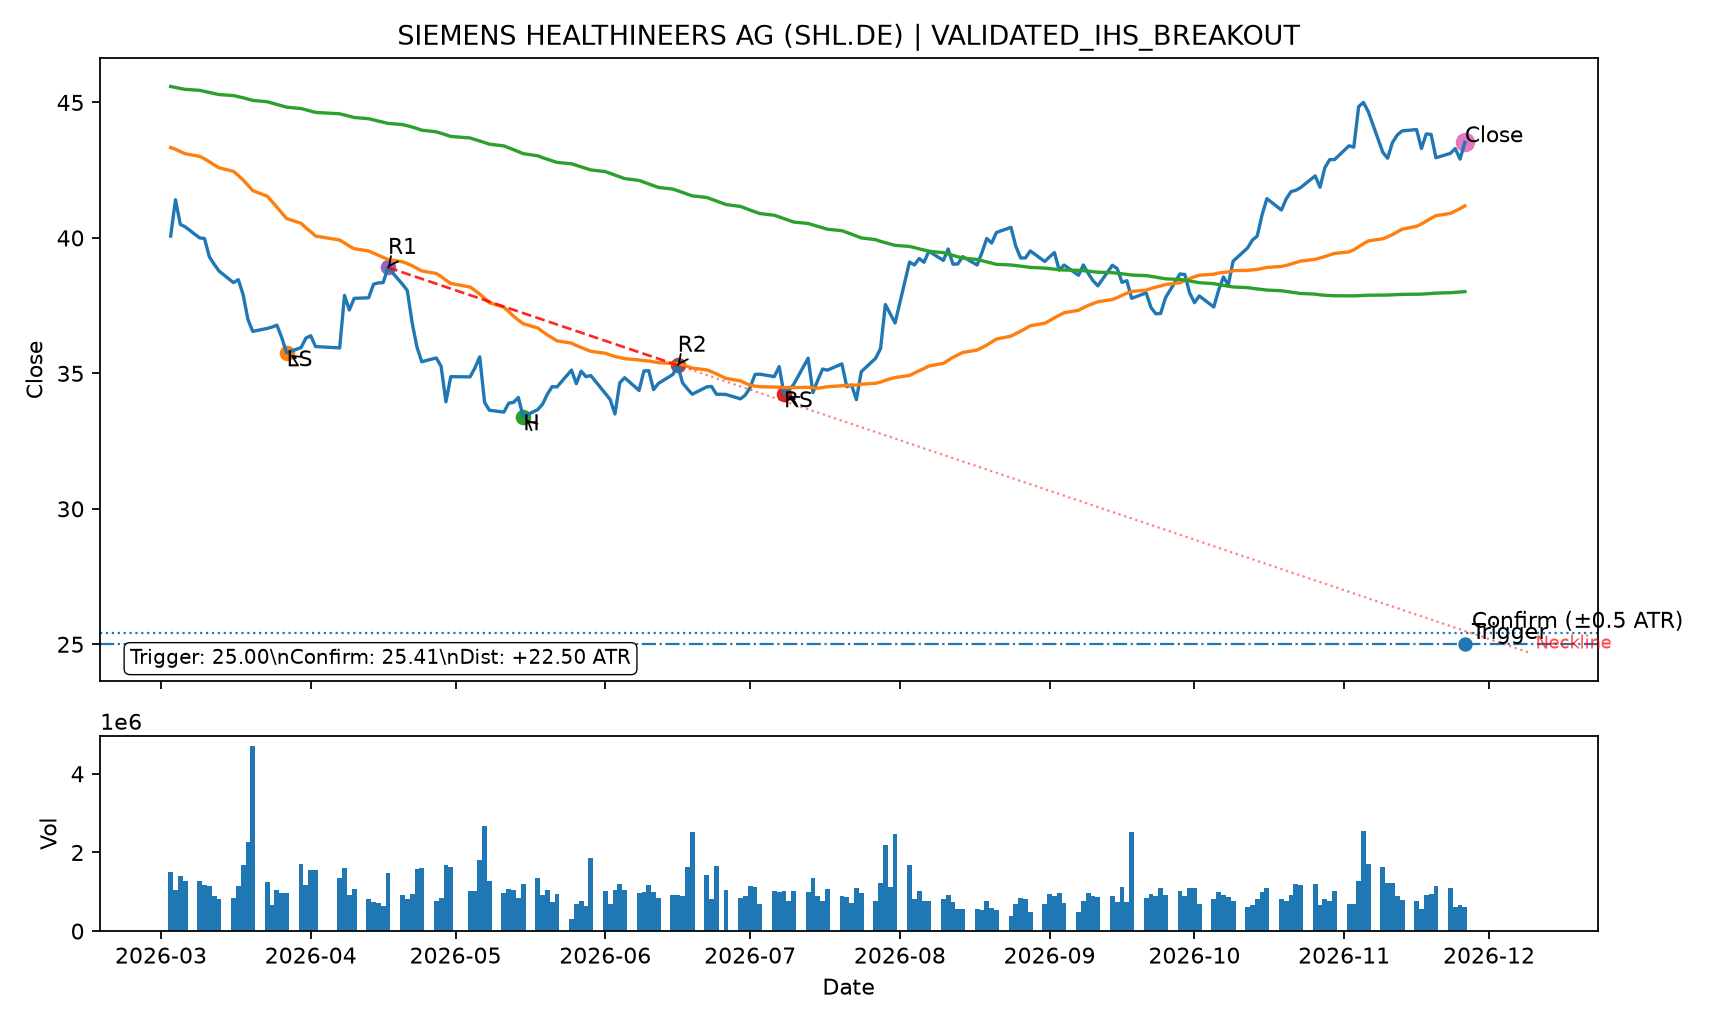 SIEMENS HEALTHINEERS AG (SHL.DE) | VALIDATED_IHS_BREAKOUT
Close
45
40
35
30
25
R1
R2
LS
H
RS
Close
Confirm (±0.5 ATR)
Trigger
Neckline
Trigger: 25.00\nConfirm: 25.41\nDist: +22.50 ATR
1e6
Vol
4
2
0
2026-03
2026-04
2026-05
2026-06
2026-07
2026-08
2026-09
2026-10
2026-11
2026-12
Date